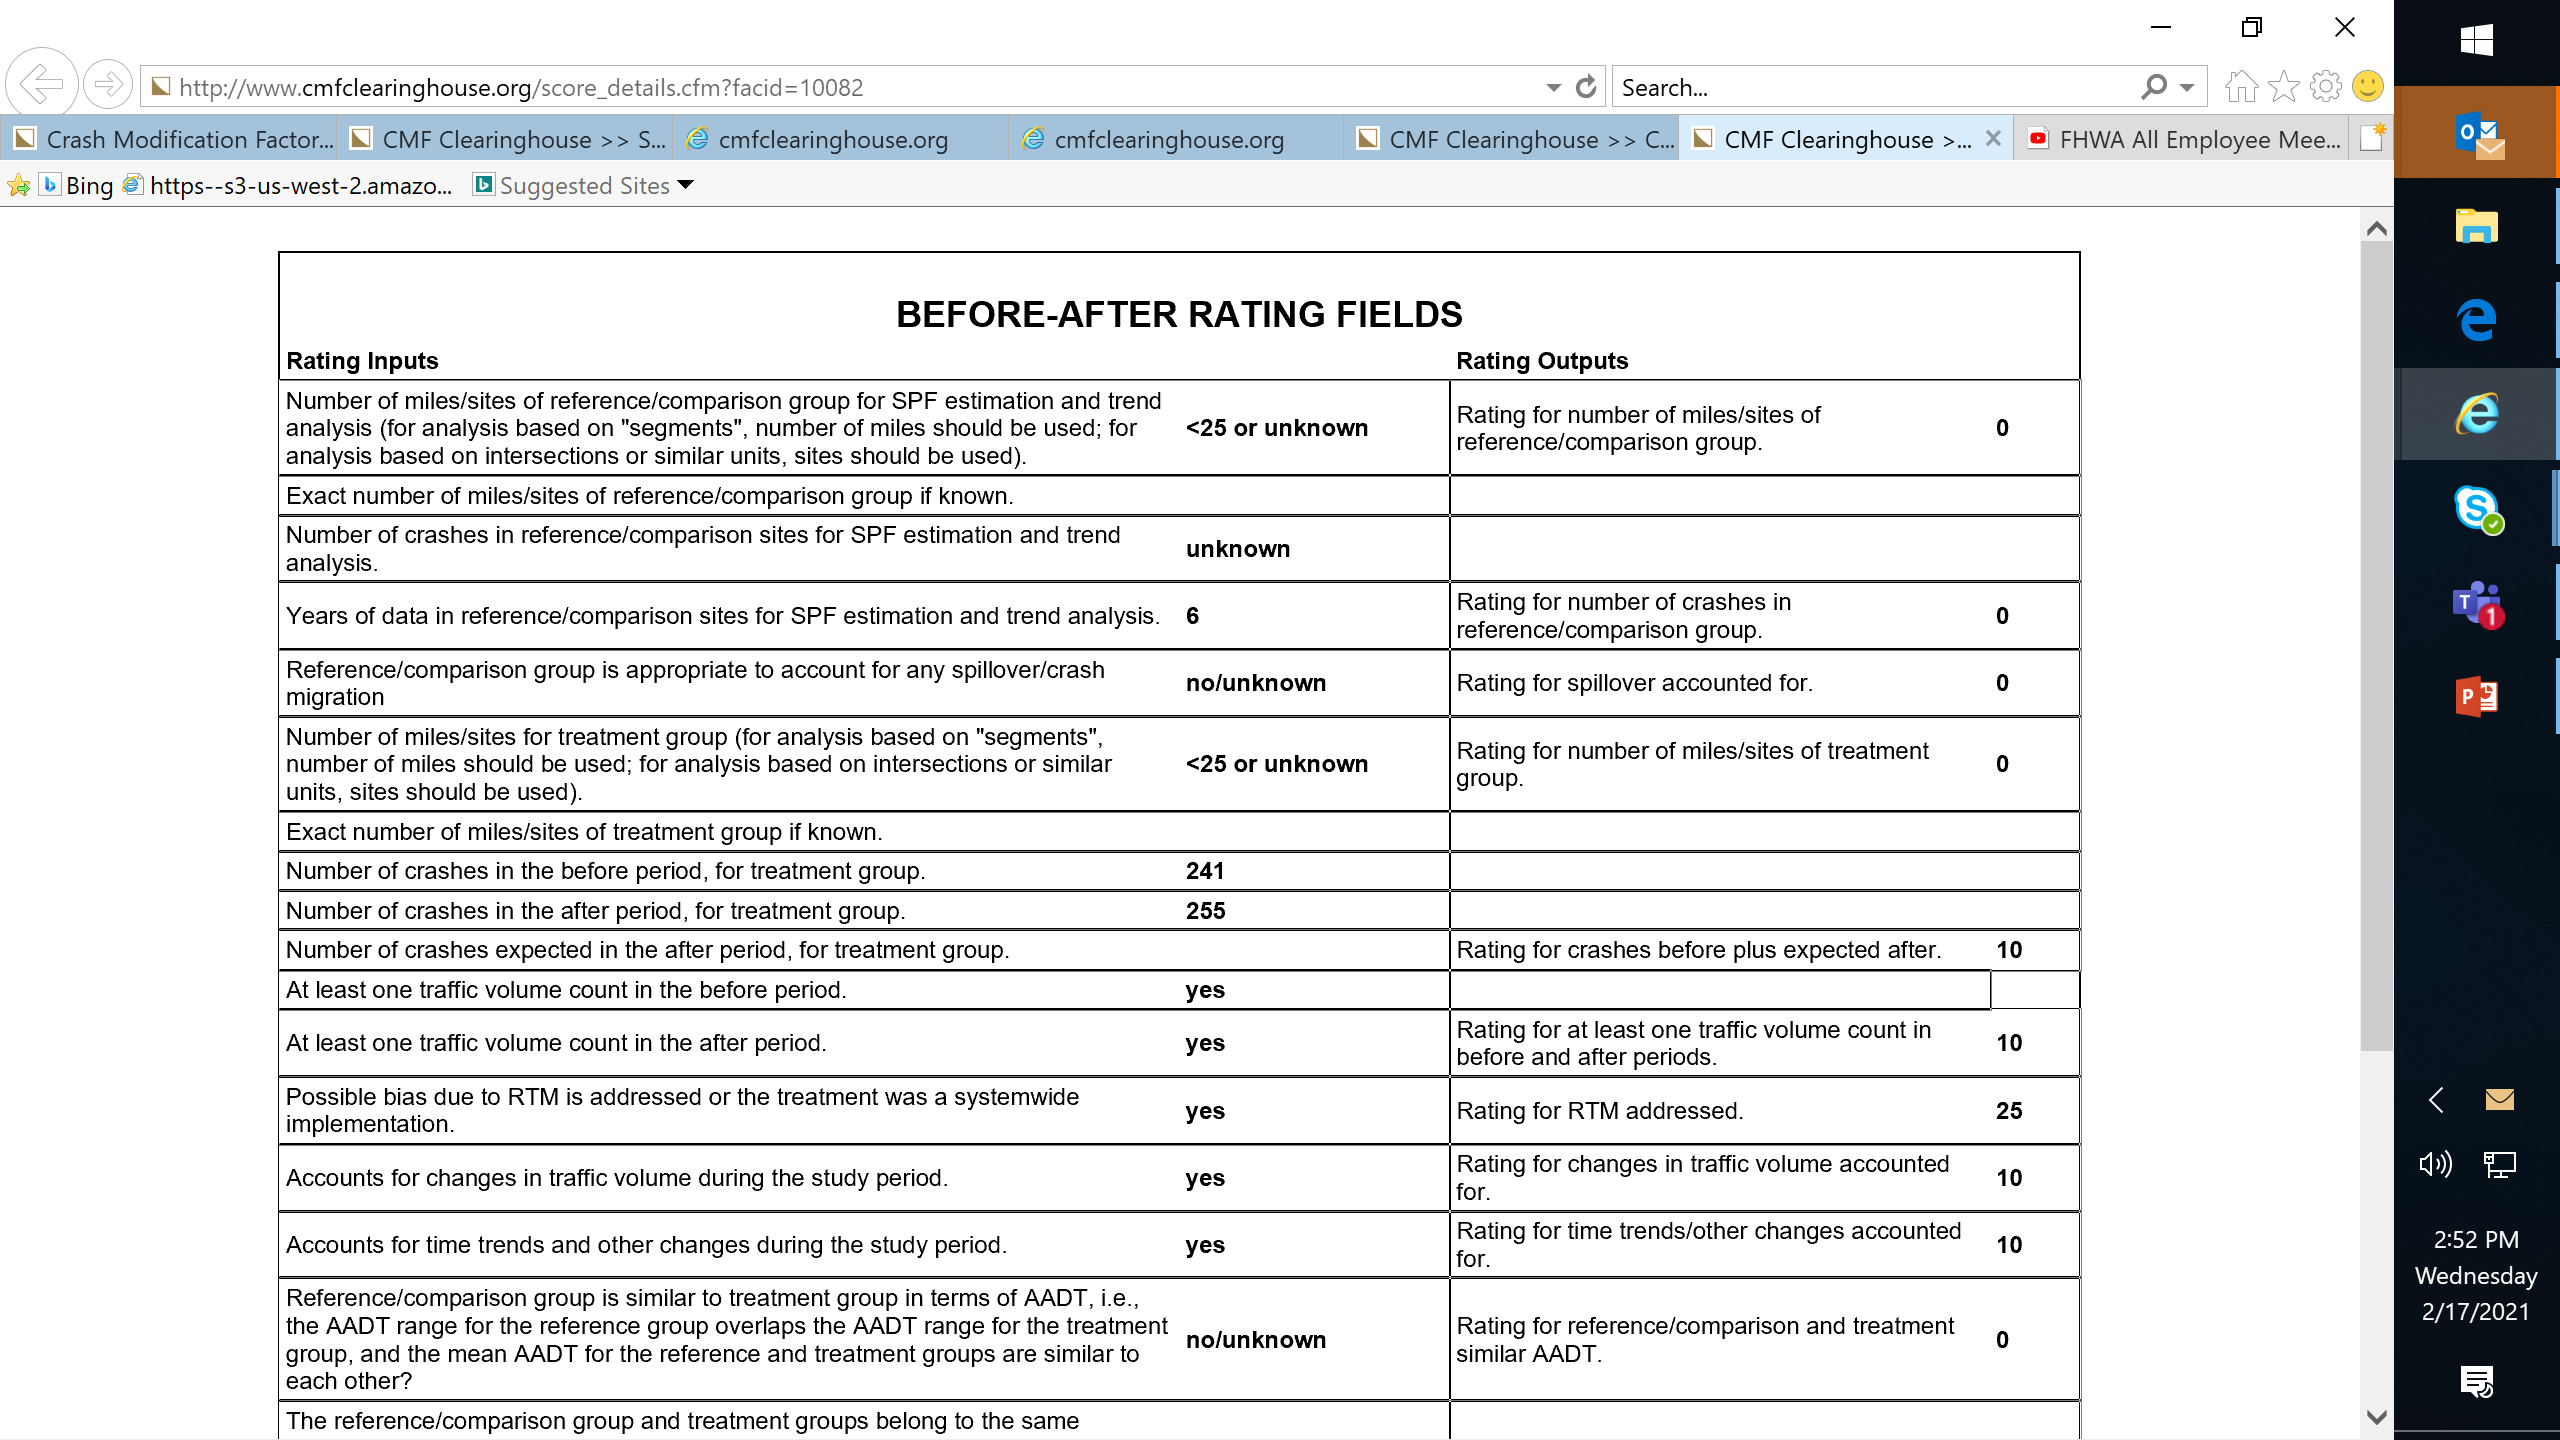 http://www.cmfclearinghouse.org/score_details.cfm?facid=10082
Search...
Crash Modification Factor...
CMF Clearinghouse >> S...
cmfclearinghouse.org
cmfclearinghouse.org
CMF Clearinghouse >> C...
CMF Clearinghouse >...
FHWA All Employee Mee...
Bing
https--s3-us-west-2.amazo...
Suggested Sites
BEFORE-AFTER RATING FIELDS
Rating Inputs
Rating Outputs
Number of miles/sites of reference/comparison group for SPF estimation and trend
analysis (for analysis based on "segments", number of miles should be used; for
analysis based on intersections or similar units, sites should be used).
<25 or unknown
Rating for number of miles/sites of
reference/comparison group.
0
Exact number of miles/sites of reference/comparison group if known.
Number of crashes in reference/comparison sites for SPF estimation and trend
analysis.
unknown
Years of data in reference/comparison sites for SPF estimation and trend analysis.
6
Rating for number of crashes in
reference/comparison group.
0
Reference/comparison group is appropriate to account for any spillover/crash
migration
no/unknown
Rating for spillover accounted for.
0
Number of miles/sites for treatment group (for analysis based on "segments",
number of miles should be used; for analysis based on intersections or similar
units, sites should be used).
<25 or unknown
Rating for number of miles/sites of treatment
group.
0
Exact number of miles/sites of treatment group if known.
Number of crashes in the before period, for treatment group.
241
Number of crashes in the after period, for treatment group.
255
Number of crashes expected in the after period, for treatment group.
Rating for crashes before plus expected after.
10
At least one traffic volume count in the before period.
yes
At least one traffic volume count in the after period.
yes
Rating for at least one traffic volume count in
before and after periods.
10
Possible bias due to RTM is addressed or the treatment was a systemwide
implementation.
yes
Rating for RTM addressed.
25
Accounts for changes in traffic volume during the study period.
yes
Rating for changes in traffic volume accounted
for.
10
Accounts for time trends and other changes during the study period.
yes
Rating for time trends/other changes accounted
for.
10
Reference/comparison group is similar to treatment group in terms of AADT, i.e.,
the AADT range for the reference group overlaps the AADT range for the treatment
group, and the mean AADT for the reference and treatment groups are similar to
each other?
no/unknown
Rating for reference/comparison and treatment
similar AADT.
0
The reference/comparison group and treatment groups belong to the same
2:52 PM
Wednesday
2/17/2021